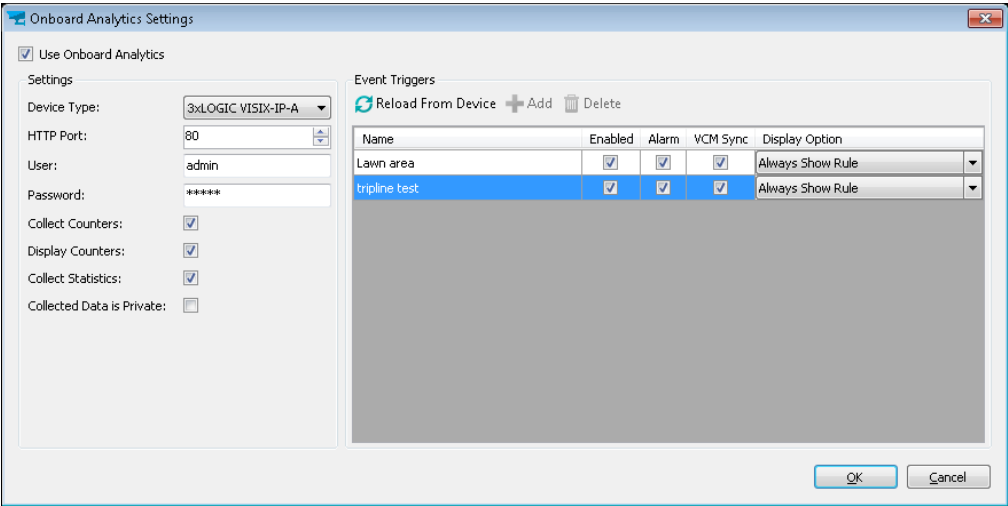 Onboard Analytics Settings
Use Onboard Analytics
Settings
Device Type: 3xLOGIC VISIX-IP-A
HTTP Port: 80
User: admin
Password: *****
Collect Counters:
Display Counters:
Collect Statistics:
Collected Data is Private:
Event Triggers
Reload From Device Add Delete
Name Enabled Alarm VCM Sync Display Option
Lawn area Always Show Rule
tripline test Always Show Rule
OK Cancel